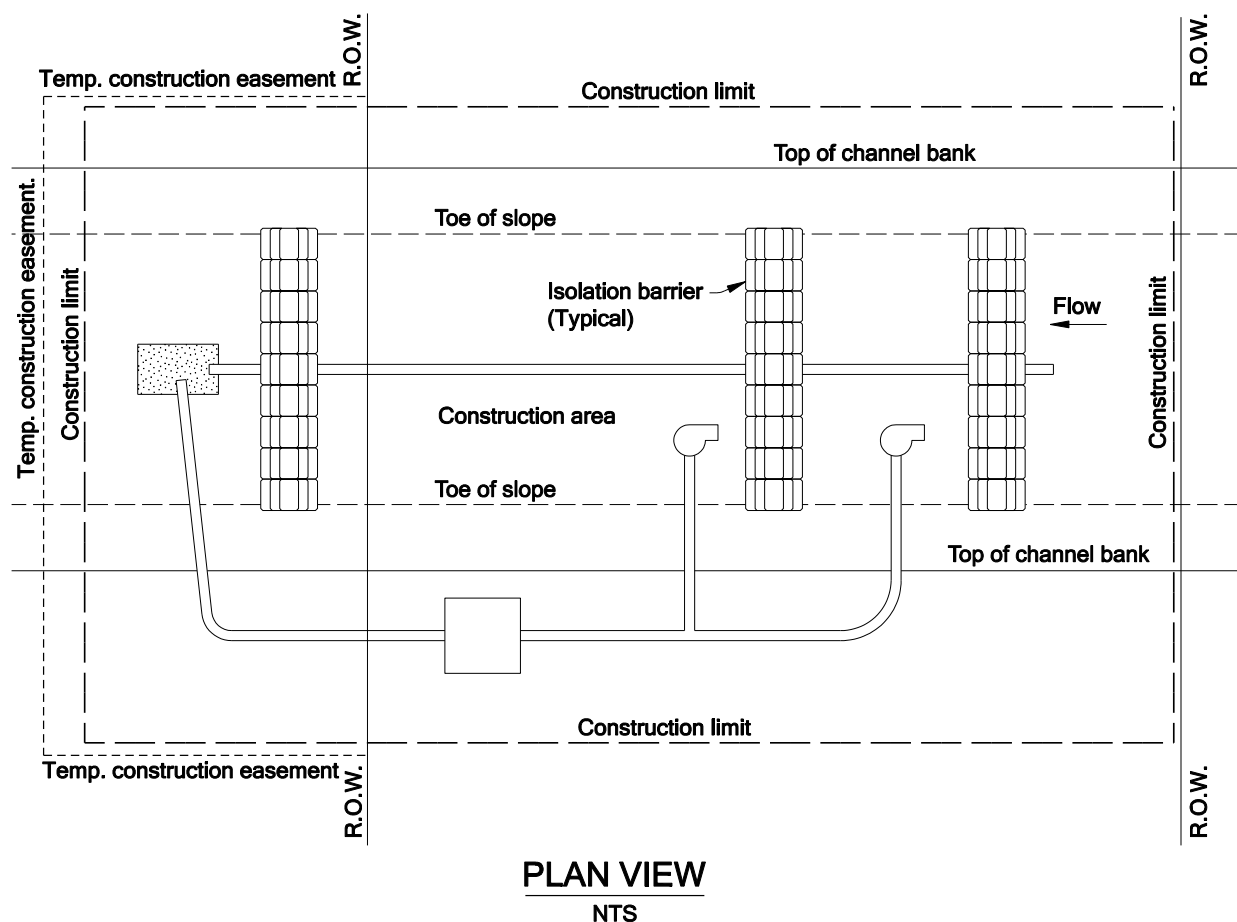 R.O.W.
R.O.W.
Temp. construction easement
Construction limit
Top of channel bank
Toe of slope
Temp. construction easement.
Construction limit
Isolation barrier
(Typical)
Flow
Construction limit
Construction area
Toe of slope
Top of channel bank
Construction limit
Temp. construction easement
R.O.W.
R.O.W.
PLAN VIEW
NTS